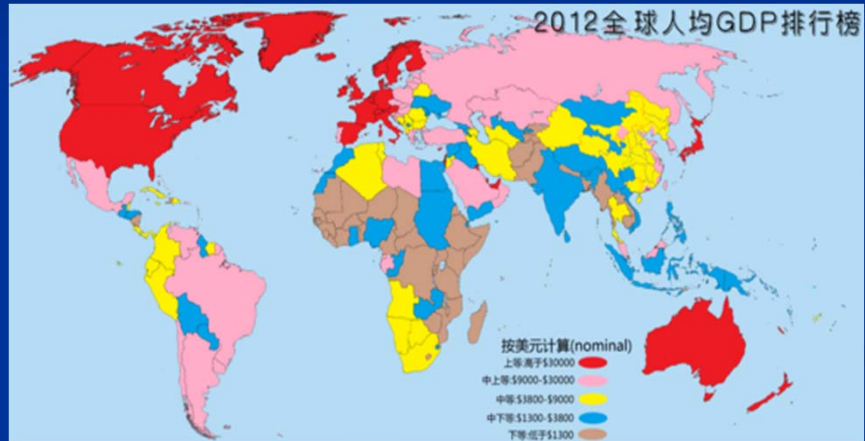 2012全球人均GDP排行榜
按美元计算(nominal)
上等:高于$30000
中上等:$9000-$30000
中等:$3800-$9000
中下等:$1300-$3800
下等:低于$1300